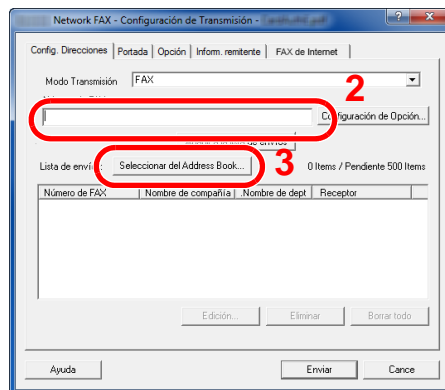 Network FAX - Configuración de Transmisión -
Config. Direcciones Portada Opción Inform. remitente FAX de Internet
Modo Transmisión FAX
2
Configuración de Opción...
Lista de envíos: Seleccionar del Address Book... 3 0 Items / Pendiente 500 Items
Número de FAX Nombre de compañía .Nombre de dept Receptor
Edición... Eliminar Borrar todo
Ayuda Enviar Cance